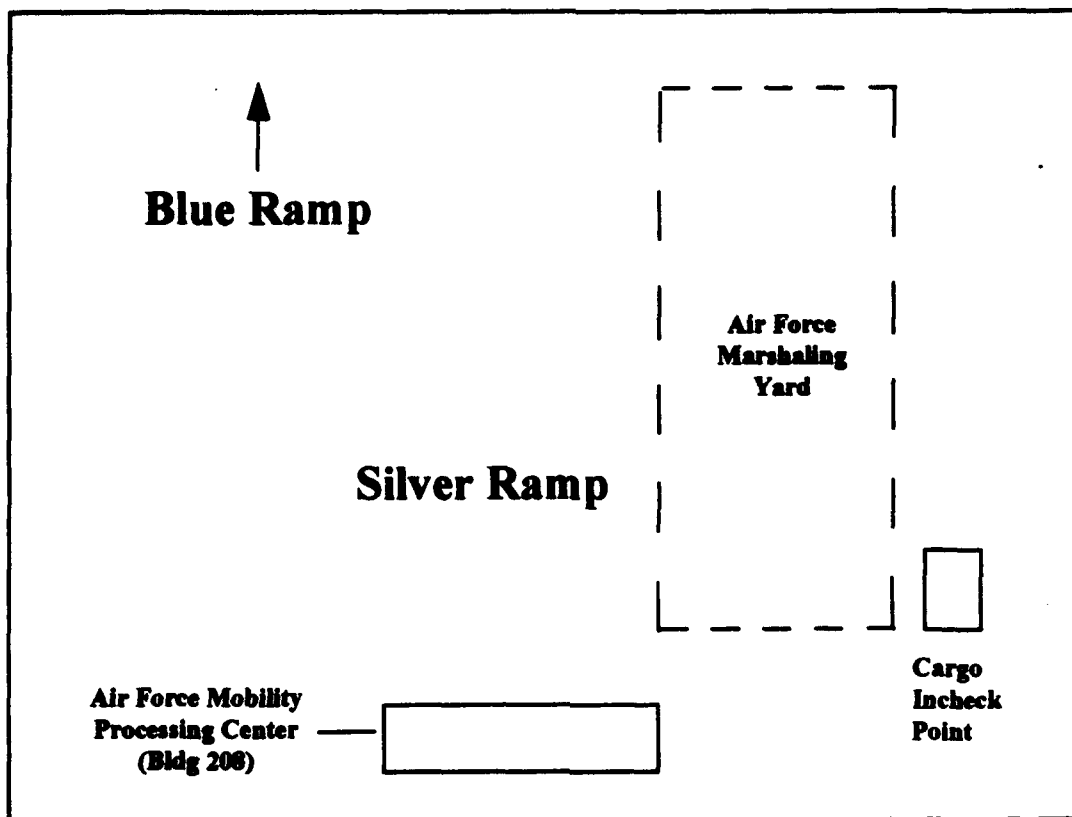 Blue Ramp
Air Force
Marshaling
Yard
Silver Ramp
Cargo
Incheck
Point
Air Force Mobility
Processing Center
(Bldg 208)